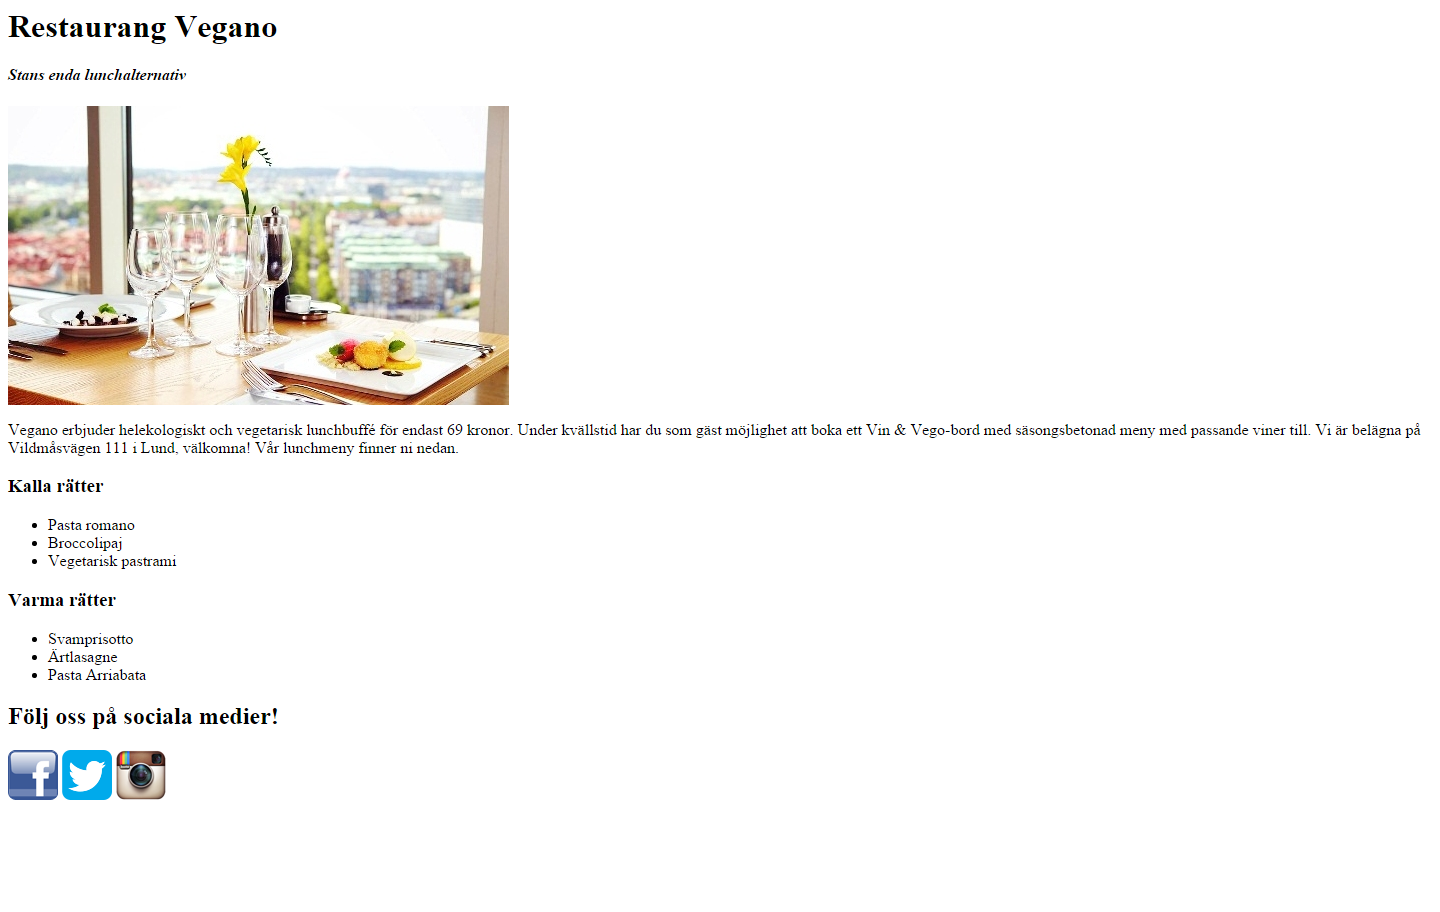 Restaurang Vegano
Stans enda lunchalternativ
Vegano erbjuder helekologiskt och vegetarisk lunchbuffé för endast 69 kronor. Under kvällstid har du som gäst möjlighet att boka ett Vin & Vego-bord med säsongsbetonad meny med passande viner till. Vi är belägna på
Vildmåsvägen 111 i Lund, välkomna! Vår lunchmeny finner ni nedan.
Kalla rätter
Pasta romano
Broccolipaj
Vegetarisk pastrami
Varma rätter
Svamprisotto
Ärtlasagne
Pasta Arriabata
Följ oss på sociala medier!